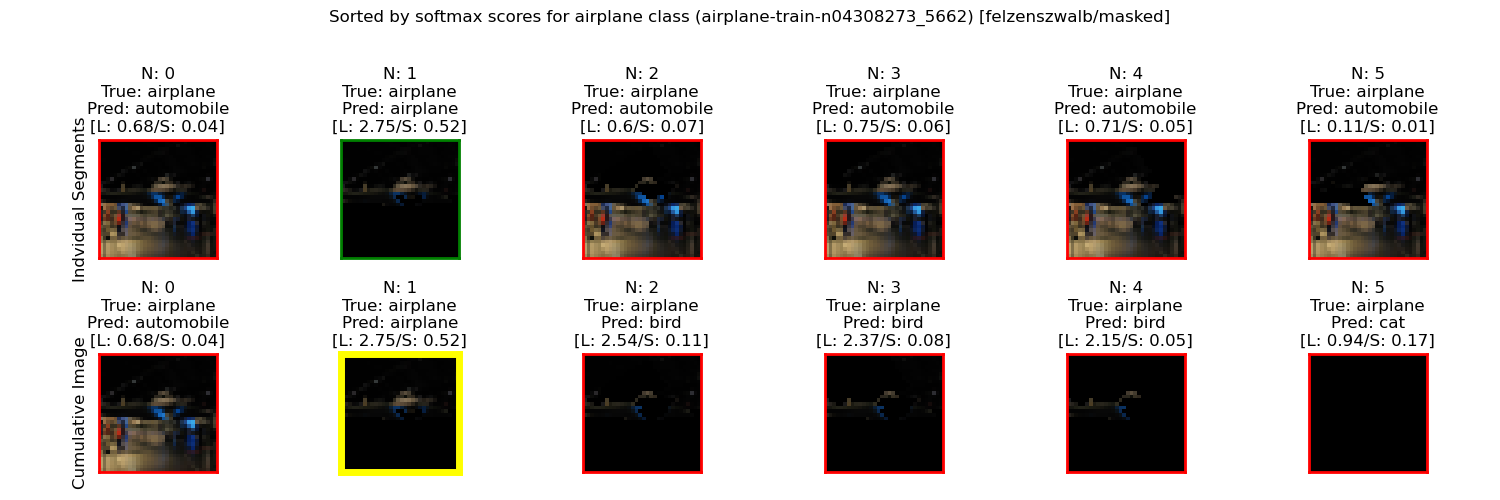 Sorted by softmax scores for airplane class (airplane-train-n04308273_5662) [felzenszwalb/masked]
Indvidual Segments
N: 0
True: airplane
Pred: automobile
[L: 0.68/S: 0.04]
N: 1
True: airplane
Pred: airplane
[L: 2.75/S: 0.52]
N: 2
True: airplane
Pred: automobile
[L: 0.6/S: 0.07]
N: 3
True: airplane
Pred: automobile
[L: 0.75/S: 0.06]
N: 4
True: airplane
Pred: automobile
[L: 0.71/S: 0.05]
N: 5
True: airplane
Pred: automobile
[L: 0.11/S: 0.01]
Cumulative Image
N: 0
True: airplane
Pred: automobile
[L: 0.68/S: 0.04]
N: 1
True: airplane
Pred: airplane
[L: 2.75/S: 0.52]
N: 2
True: airplane
Pred: bird
[L: 2.54/S: 0.11]
N: 3
True: airplane
Pred: bird
[L: 2.37/S: 0.08]
N: 4
True: airplane
Pred: bird
[L: 2.15/S: 0.05]
N: 5
True: airplane
Pred: cat
[L: 0.94/S: 0.17]